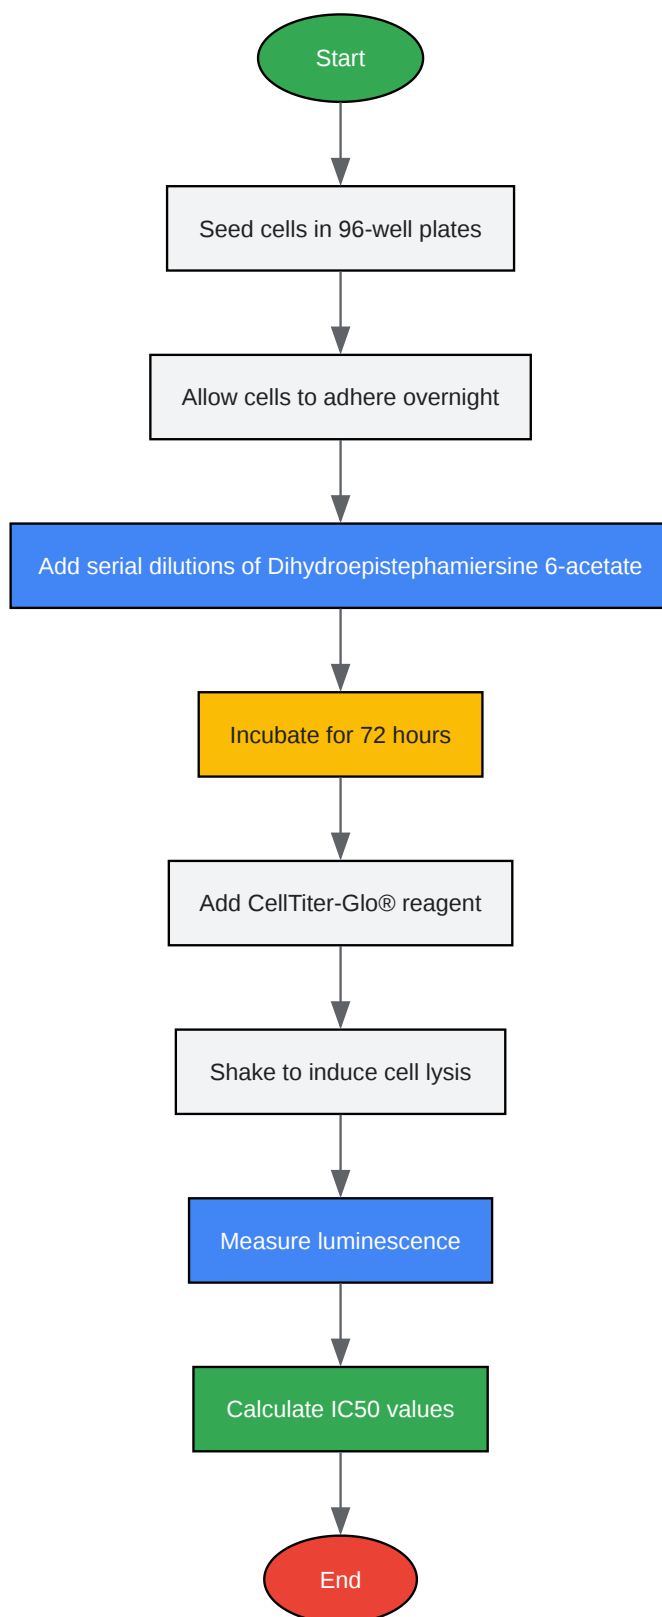 Start
Seed cells in 96-well plates
Allow cells to adhere overnight
Add serial dilutions of Dihydroepistephamiersine 6-acetate
Incubate for 72 hours
Add CellTiter-Glo® reagent
Shake to induce cell lysis
Measure luminescence
Calculate IC50 values
End